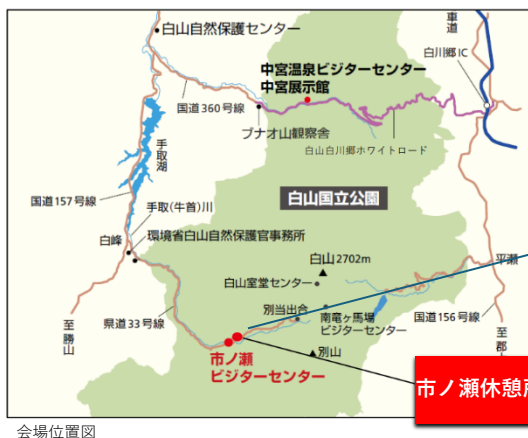 白山自然保護センター
車道
白川郷IC
中宮温泉ビジターセンター
中宮展示館
国道360号線
ブナオ山観察舎
白山白川郷ホワイトロード
手取湖
国道157号線
白山国立公園
手取(牛首)川
白峰
環境省白山自然保護官事務所
白山 2702m
平瀬
白山室堂センター
別当出合
南竜ヶ馬場
ビジターセンター
県道33号線
国道156号線
至勝山
至郡
市ノ瀬
ビジターセンター
別山
市ノ瀬休憩
会場位置図